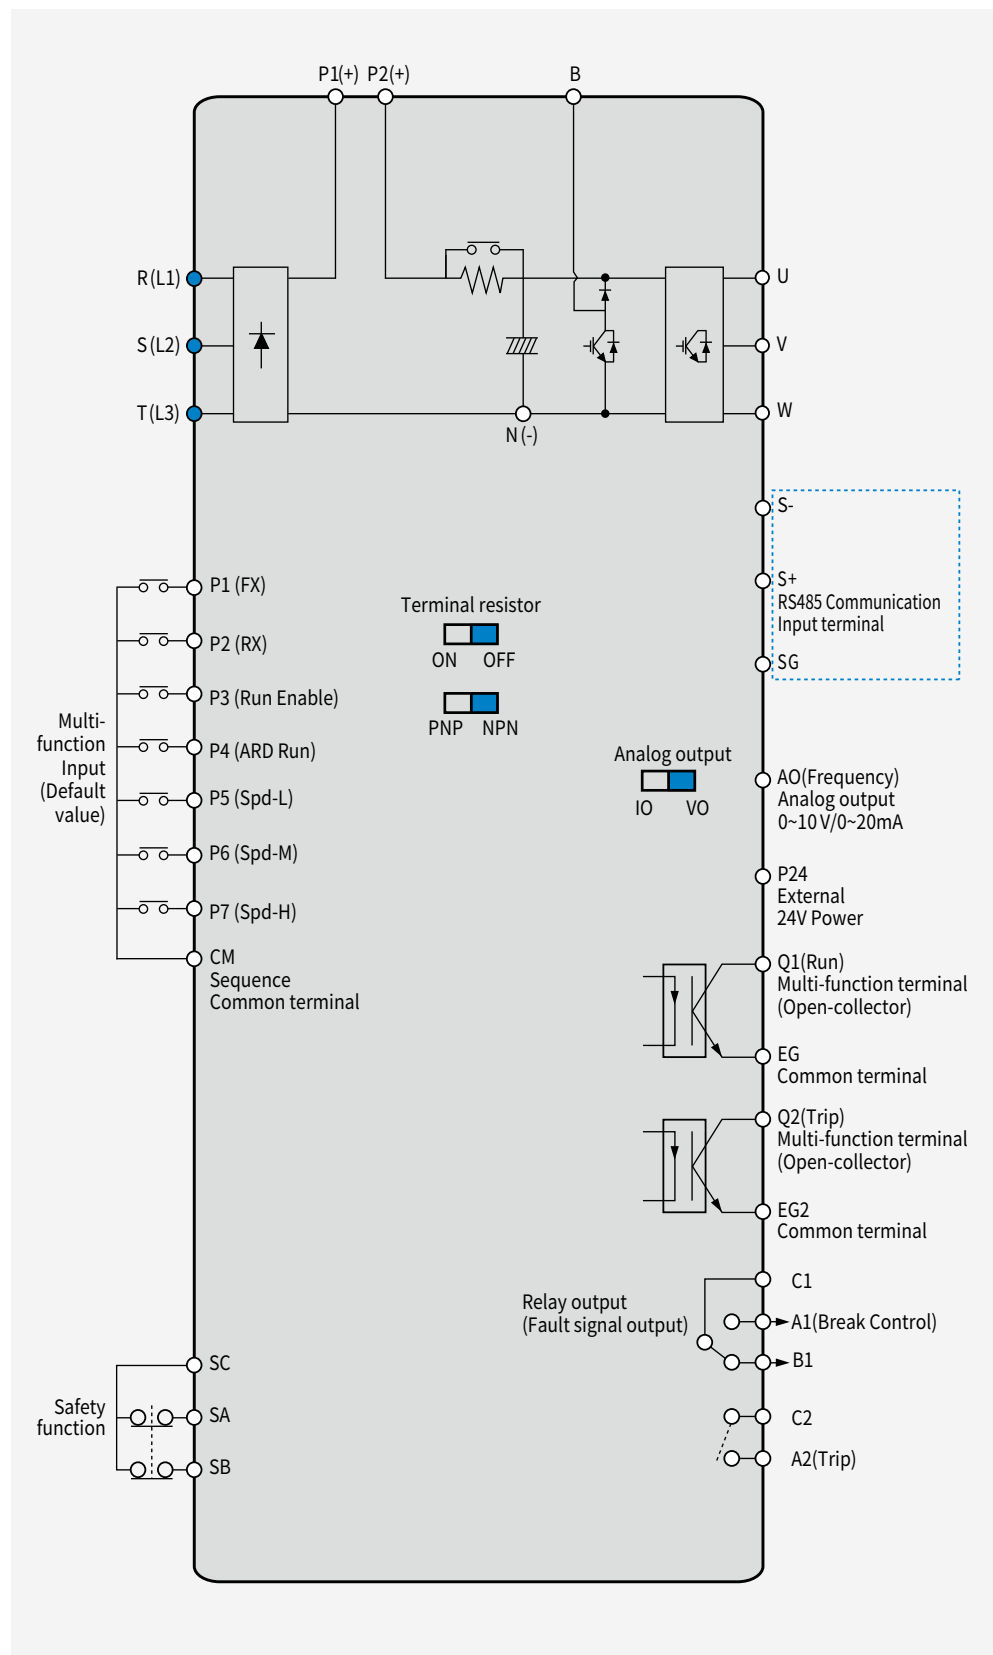 P1(+) P2(+) B
R(L1)
S(L2)
T(L3)
N(-)
U
V
W
S-
S+
RS485 Communication
Input terminal
SG
Multi-
function
Input
(Default
value)
P1 (FX)
P2 (RX)
P3 (Run Enable)
P4 (ARD Run)
P5 (Spd-L)
P6 (Spd-M)
P7 (Spd-H)
CM
Sequence
Common terminal
Terminal resistor
ON OFF
PNP NPN
Analog output
IO VO
AO(Frequency)
Analog output
0~10 V/0~20mA
P24
External
24V Power
Q1(Run)
Multi-function terminal
(Open-collector)
EG
Common terminal
Q2(Trip)
Multi-function terminal
(Open-collector)
EG2
Common terminal
Relay output
(Fault signal output)
C1
A1(Break Control)
B1
C2
A2(Trip)
Safety
function
SC
SA
SB